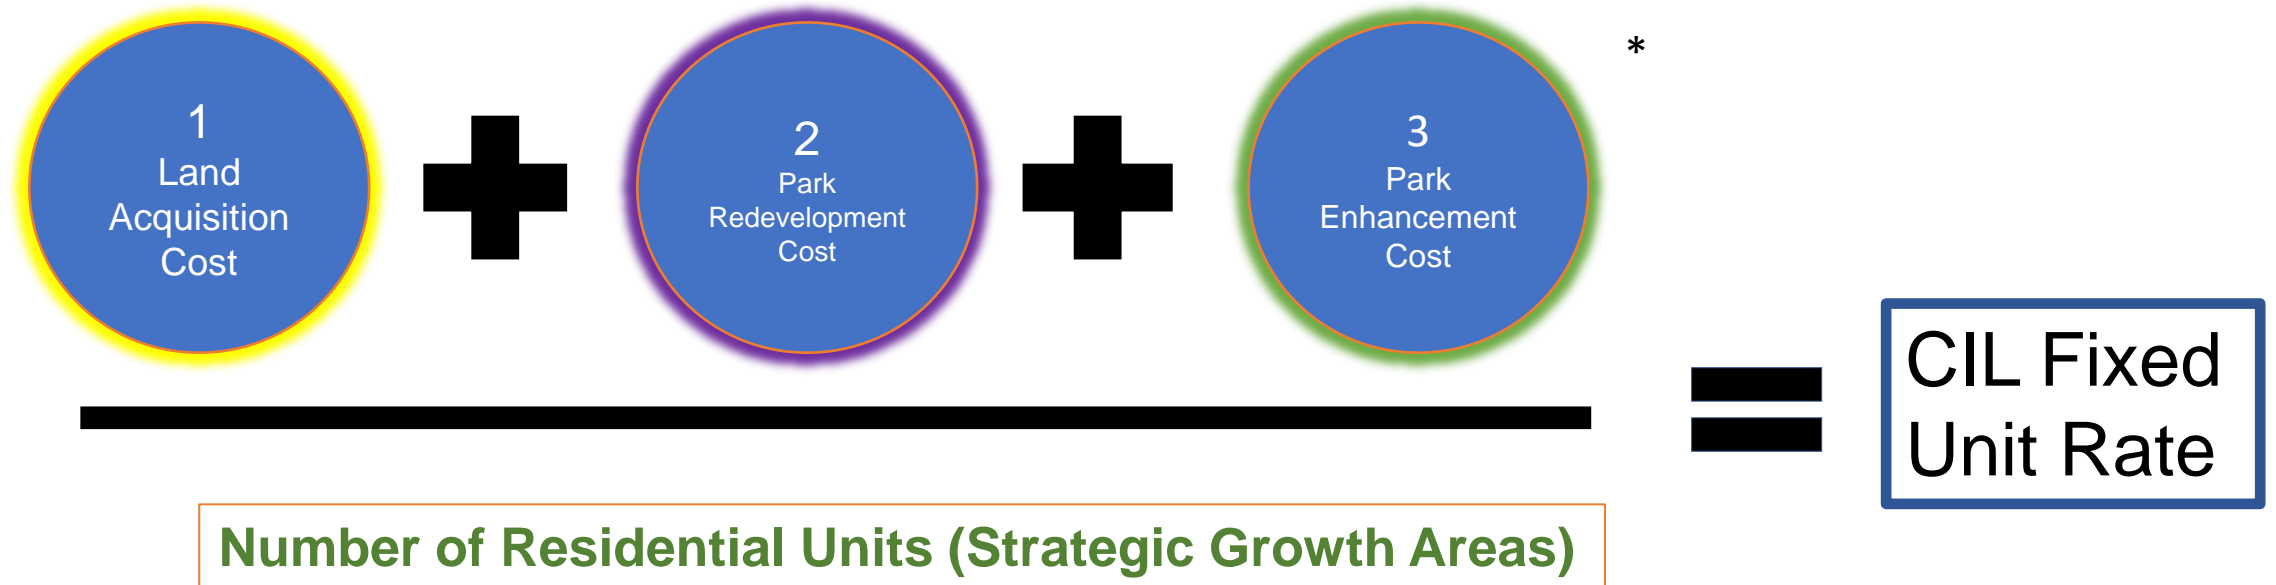 1
Land
Acquisition
Cost
2
Park
Redevelopment
Cost
3
Park
Enhancement
Cost
*
CIL Fixed
Unit Rate
Number of Residential Units (Strategic Growth Areas)